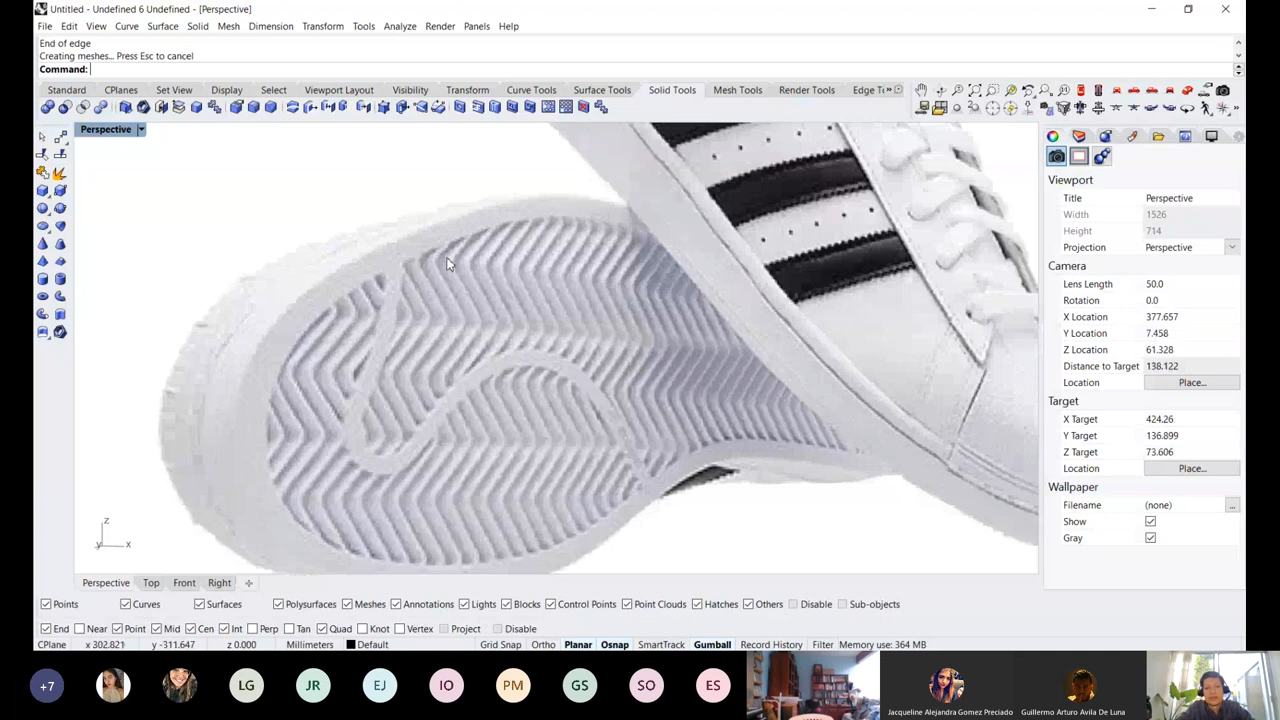 Untitled - Undefined 6 Undefined - [Perspective]
File Edit View Curve Surface Solid Mesh Dimension Transform Tools Analyze Render Panels Help
End of edge
Creating meshes... Press Esc to cancel
Command:
Standard CPlanes Set View Display Select Viewport Layout Visibility Transform Curve Tools Surface Tools Solid Tools Mesh Tools Render Tools Edge To
Perspective
Viewport
Title Perspective
Width 1526
Height 714
Projection Perspective
Camera
Lens Length 50.0
Rotation 0.0
X Location 377.657
Y Location 7.458
Z Location 61.328
Distance to Target 138.122
Location Place...
Target
X Target 424.26
Y Target 136.899
Z Target 73.606
Location Place...
Wallpaper
Filename (none) ...
Show
Gray
z
y x
Perspective Top Front Right
Points Curves Surfaces Polysurfaces Meshes Annotations Lights Blocks Control Points Point Clouds Hatches Others Disable Sub-objects
End Near Point Mid Cen Int Perp Tan Quad Knot Vertex Project Disable
CPlane x 302.821 y -311.647 z 0.000 Millimeters Default Grid Snap Ortho Planar Osnap SmartTrack Gumball Record History Filter Memory use: 364 MB
+7 LG JR EJ IO PM GS SO ES
Jacqueline Alejandra Gomez Preciado Guillermo Arturo Avila De Luna